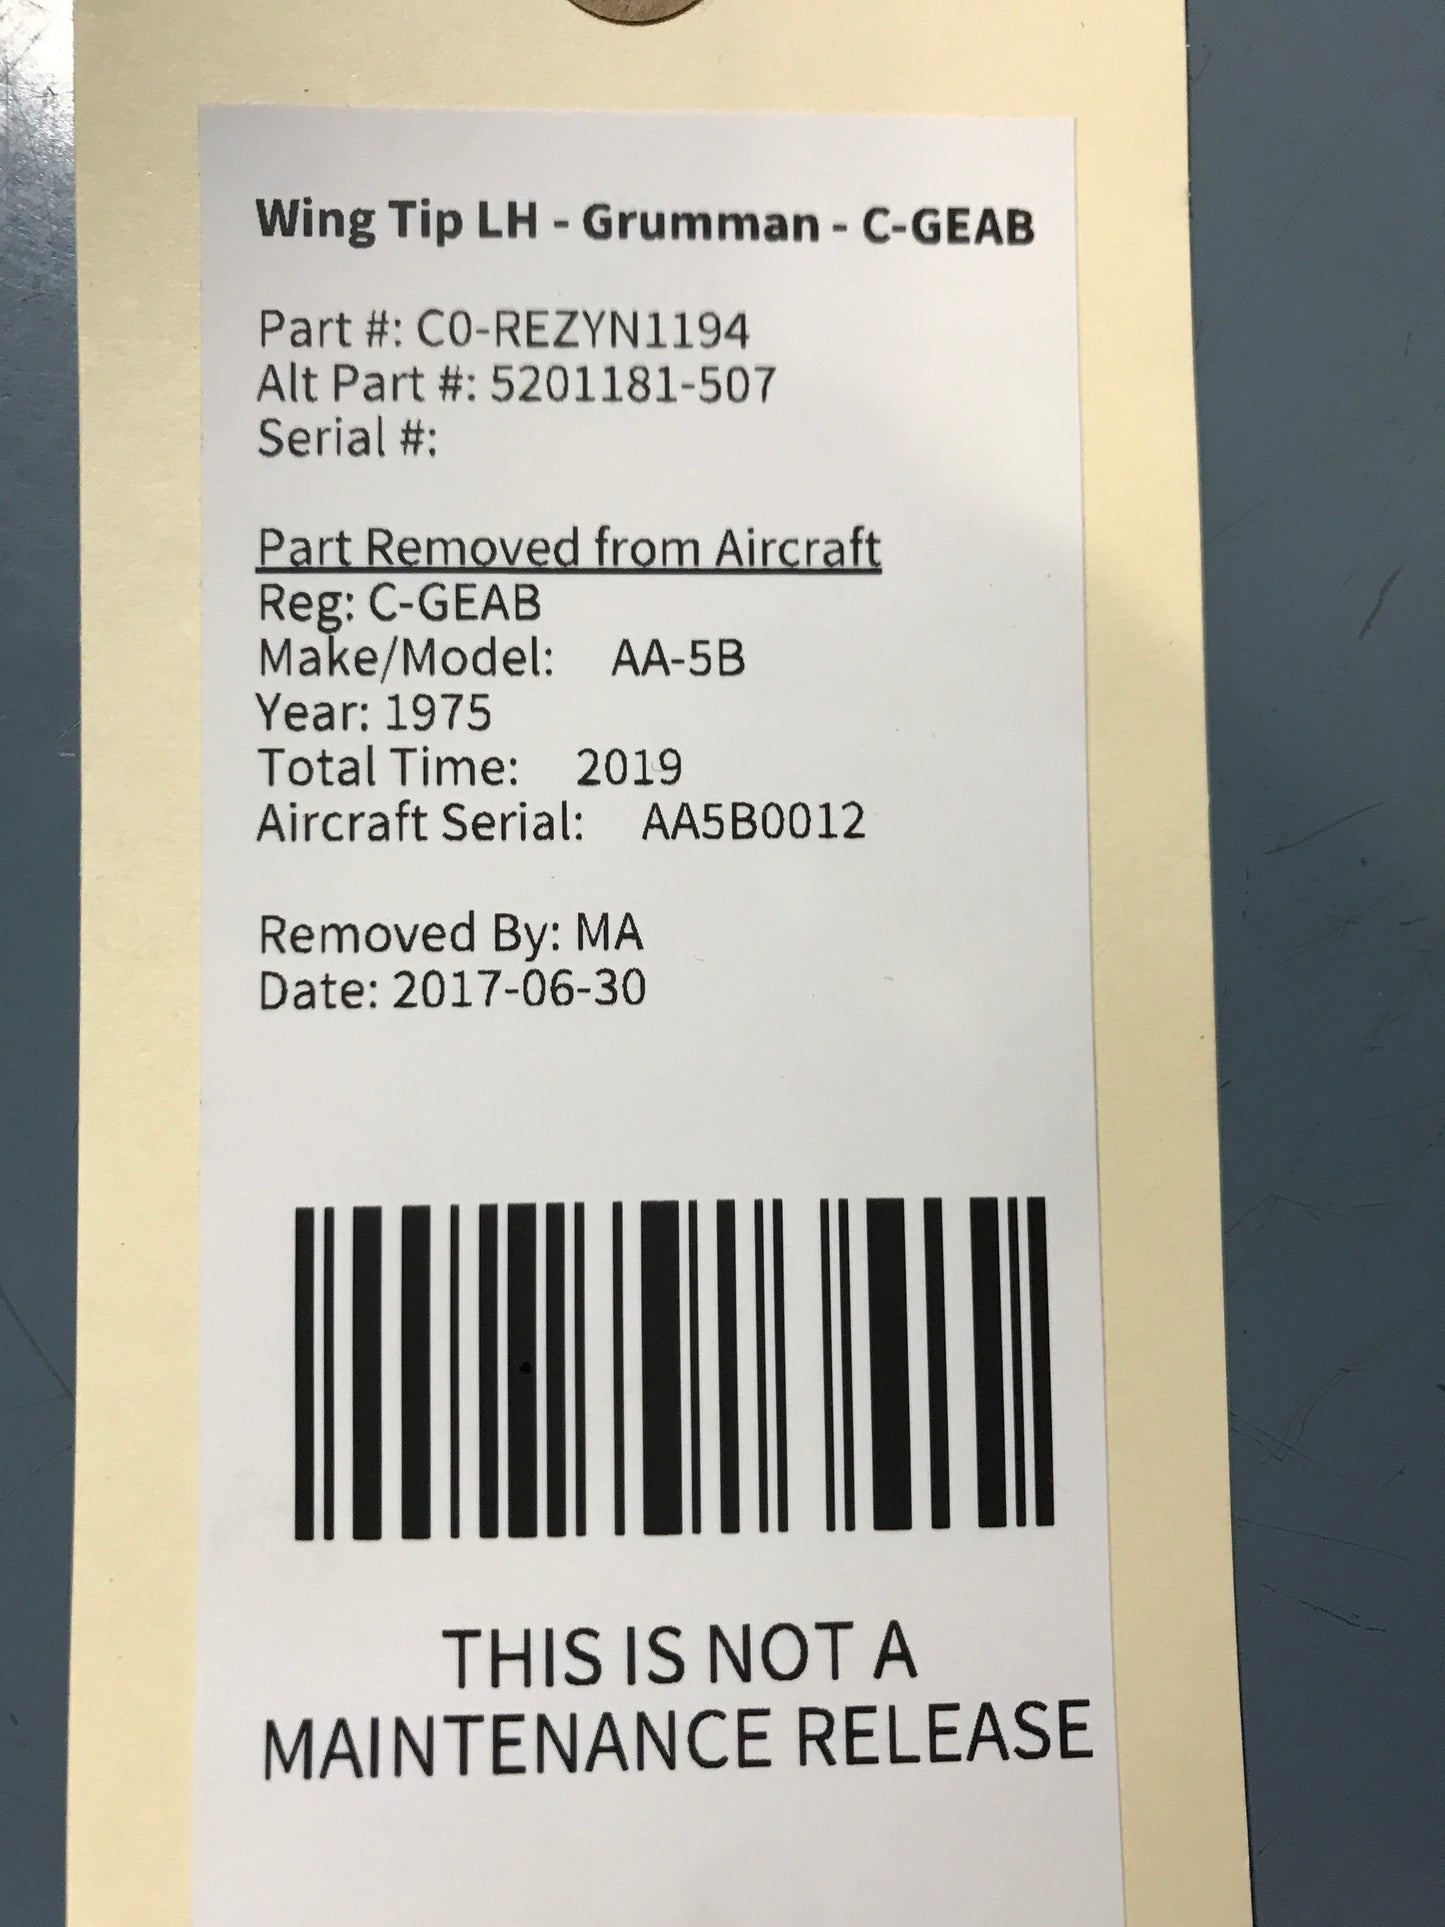 Wing Tip LH - Grumman - C-GEAB
Part #: C0-REZYN1194
Alt Part #: 5201181-507
Serial #:
Part Removed from Aircraft
Reg: C-GEAB
Make/Model: AA-5B
Year: 1975
Total Time: 2019
Aircraft Serial: AA5B0012
Removed By: MA
Date: 2017-06-30
THIS IS NOT A
MAINTENANCE RELEASE